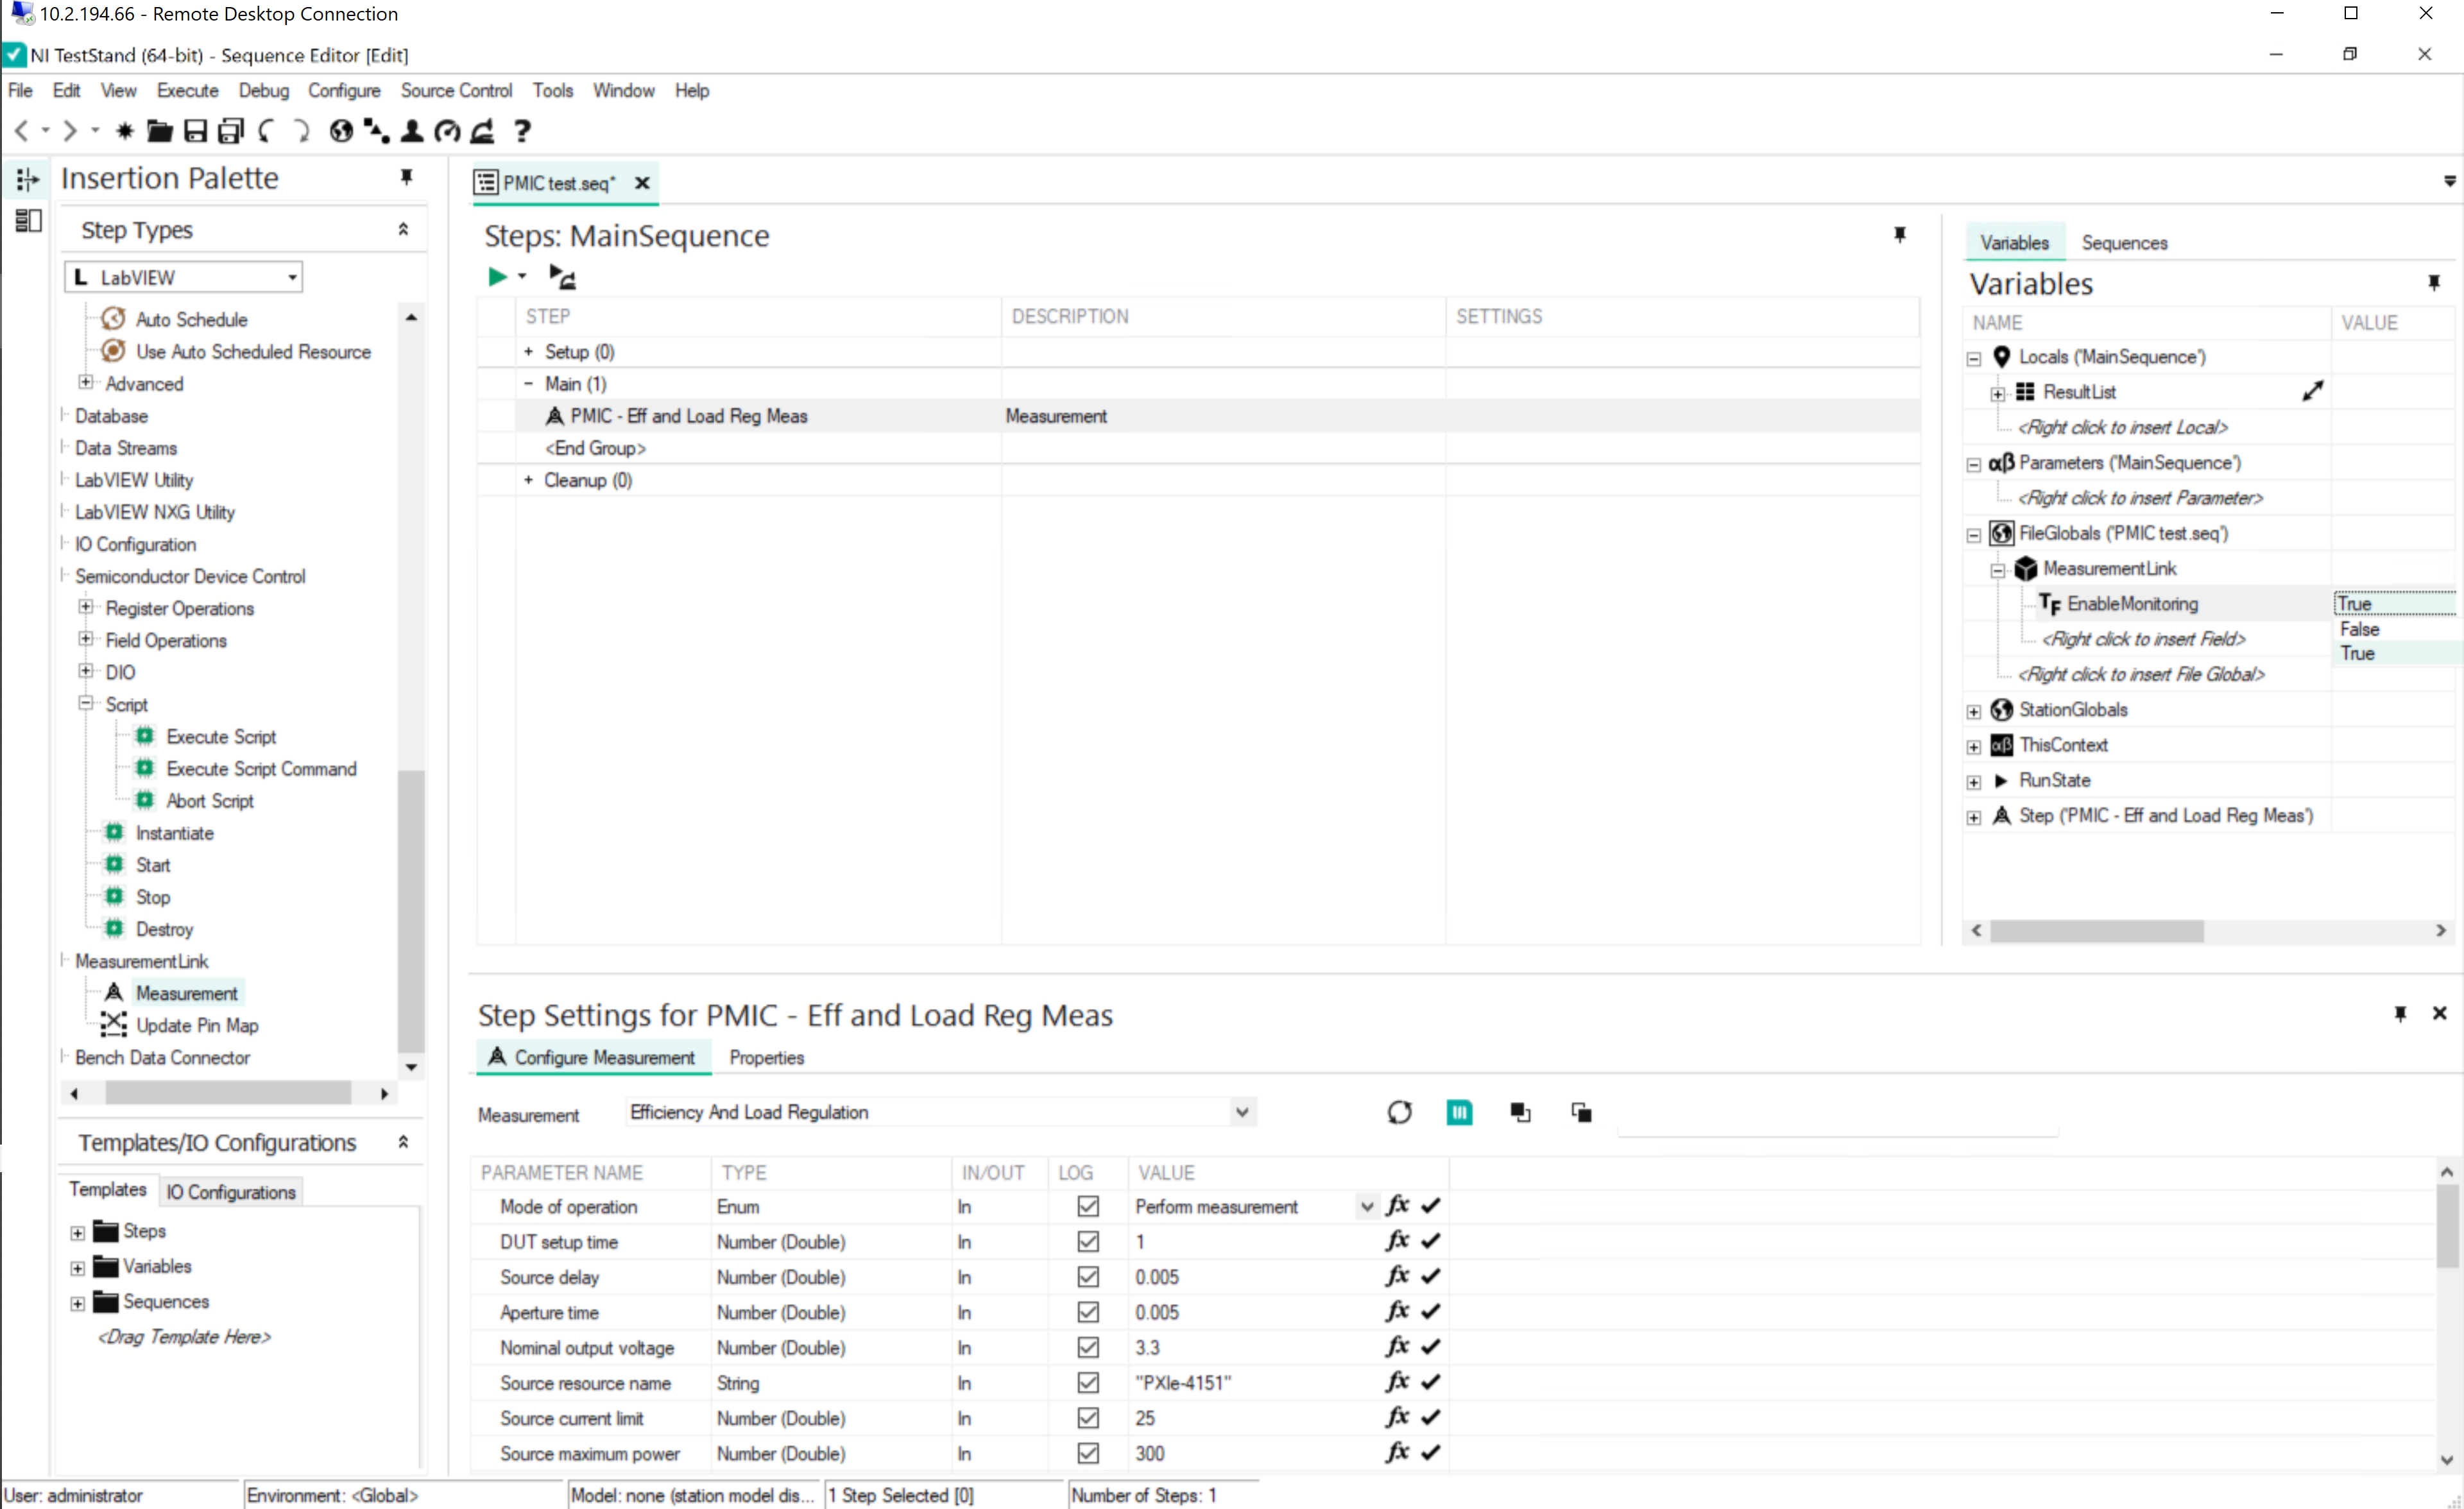 10.2.194.66 - Remote Desktop Connection
NI TestStand (64-bit) - Sequence Editor [Edit]
File Edit View Execute Debug Configure Source Control Tools Window Help
Insertion Palette
Step Types
L LabVIEW
Auto Schedule
Use Auto Scheduled Resource
Advanced
Database
Data Streams
LabVIEW Utility
LabVIEW NXG Utility
IO Configuration
Semiconductor Device Control
Register Operations
Field Operations
DIO
Script
Execute Script
Execute Script Command
Abort Script
Instantiate
Start
Stop
Destroy
MeasurementLink
Measurement
Update Pin Map
Bench Data Connector
Templates/IO Configurations
Templates IO Configurations
Steps
Variables
Sequences
<Drag Template Here>
PMIC test.seq*
Steps: MainSequence
STEP DESCRIPTION SETTINGS
+ Setup (0)
- Main (1)
PMIC - Eff and Load Reg Meas Measurement
<End Group>
+ Cleanup (0)
Variables Sequences
Variables
NAME VALUE
Locals ('MainSequence')
ResultList
<Right click to insert Local>
αβ Parameters ('MainSequence')
<Right click to insert Parameter>
FileGlobals ('PMIC test.seq')
MeasurementLink
TF EnableMonitoring True
False
<Right click to insert Field>
True
<Right click to insert File Global>
StationGlobals
αβ ThisContext
RunState
Step ('PMIC - Eff and Load Reg Meas')
Step Settings for PMIC - Eff and Load Reg Meas
Configure Measurement Properties
Measurement Efficiency And Load Regulation
PARAMETER NAME TYPE IN/OUT LOG VALUE
Mode of operation Enum In Perform measurement fx
DUT setup time Number (Double) In 1 fx
Source delay Number (Double) In 0.005 fx
Aperture time Number (Double) In 0.005 fx
Nominal output voltage Number (Double) In 3.3 fx
Source resource name String In "PXIe-4151" fx
Source current limit Number (Double) In 25 fx
Source maximum power Number (Double) In 300 fx
User: administrator Environment: <Global> Model: none (station model dis... 1 Step Selected [0] Number of Steps: 1